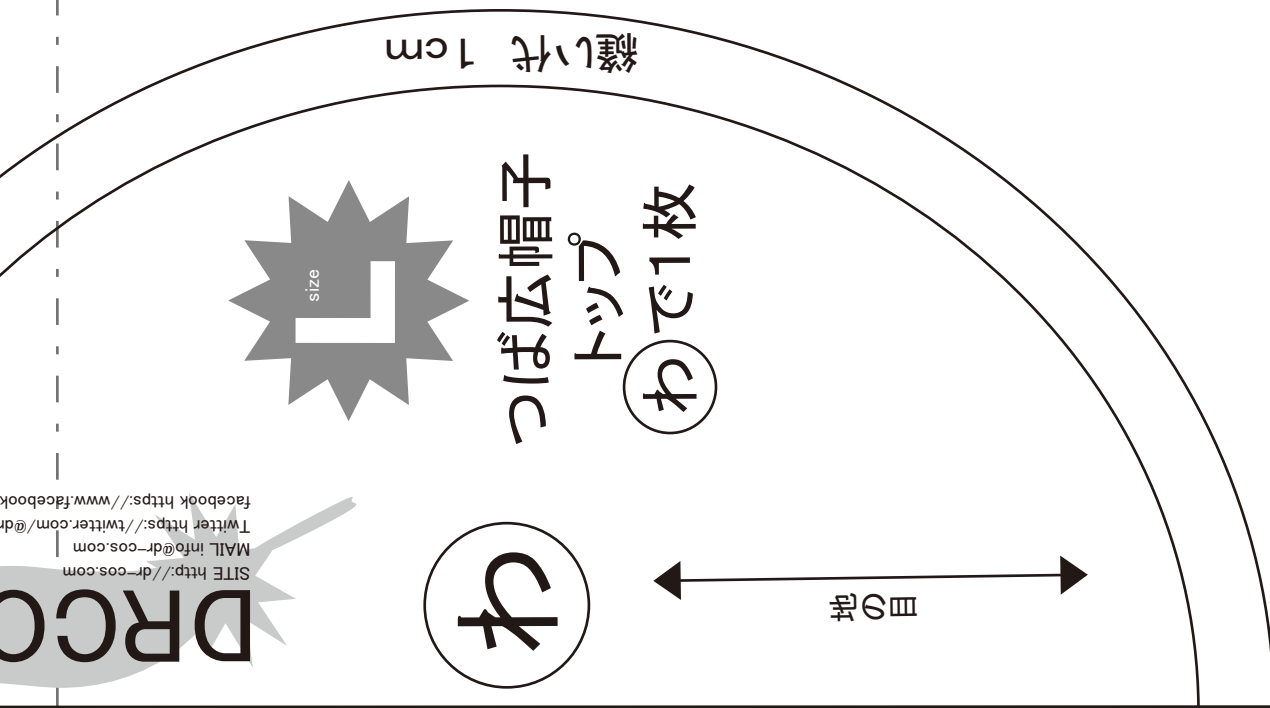 縫い代 1cm
size
L
つば広帽子
トップ
わで1枚
わ
地の目
DRCO
SITE http://dr-cos.com
MAIL info@dr-cos.com
Twitter https://twitter.com/@dr
facebook https://www.facebook